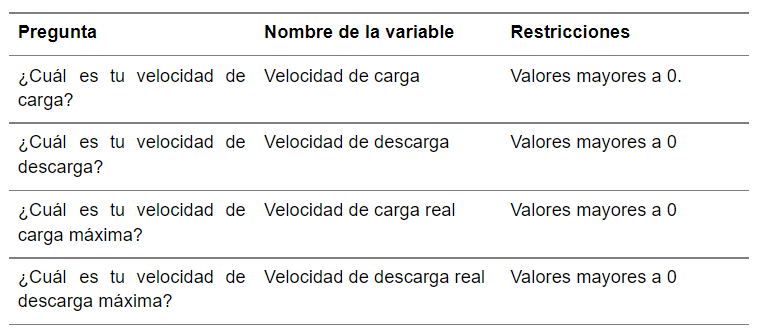 Pregunta Nombre de la variable Restricciones
¿Cuál es tu velocidad de Velocidad de carga Valores mayores a 0.
carga?
¿Cuál es tu velocidad de Velocidad de descarga Valores mayores a 0
descarga?
¿Cuál es tu velocidad de Velocidad de carga real Valores mayores a 0
carga máxima?
¿Cuál es tu velocidad de Velocidad de descarga real Valores mayores a 0
descarga máxima?